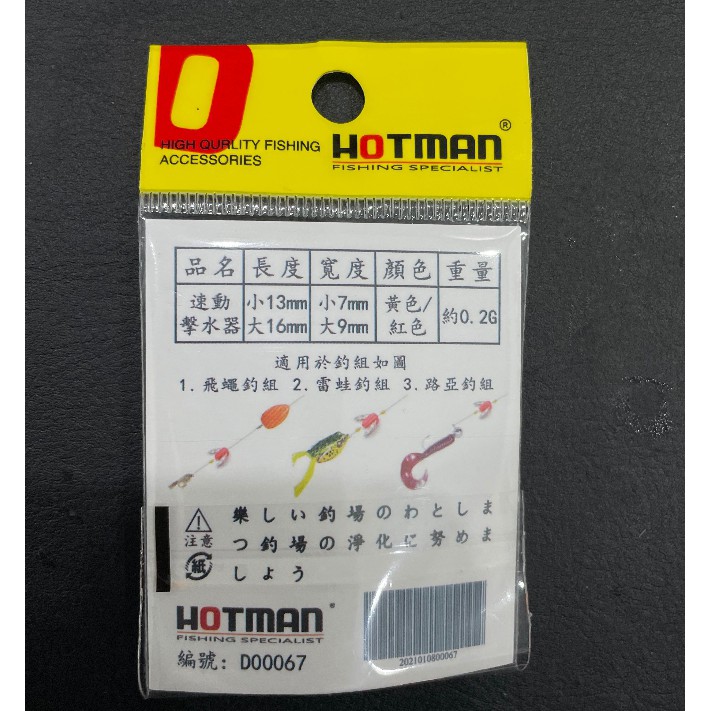 HIGH QUALITY FISHING
ACCESSORIES
HOTMAN®
FISHING SPECIALIST
品名 長度 寬度 顏色 重量
速動擊水器 小13mm大16mm 小7mm大9mm 黃色/紅色 約0.2G
適用於釣組如圖
1.飛蠅釣組 2.雷蛙釣組 3.路亞釣組
注意
紙
樂しい釣場のわとしま
つ釣場の淨化に努めま
しょう
HOTMAN®
FISHING SPECIALIST
編號: D00067
2021010800067